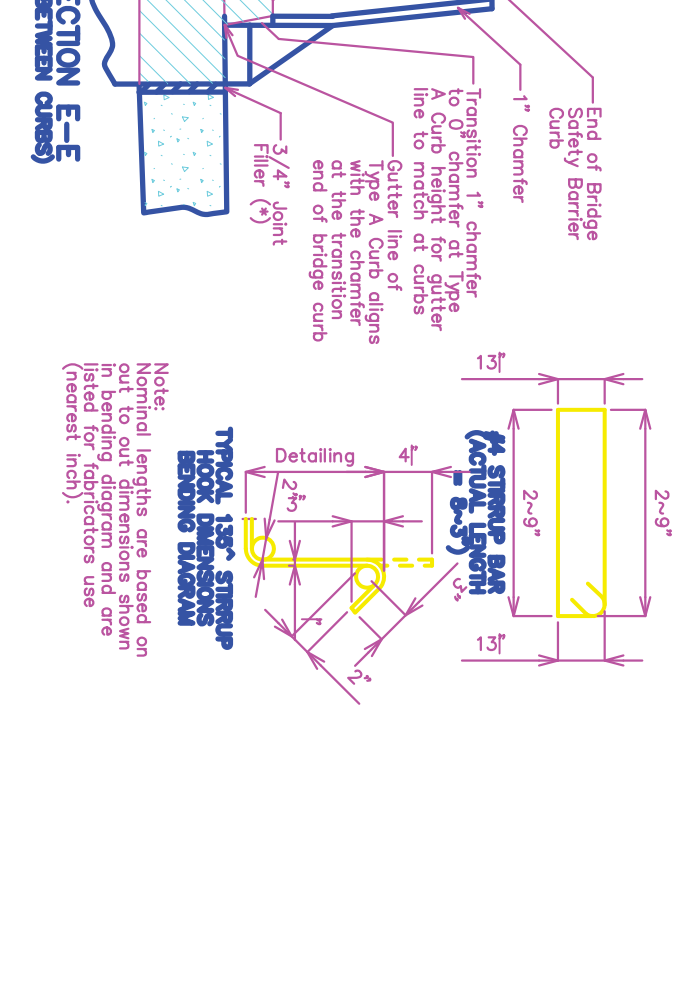 End of Bridge
Safety Barrier
Curb
1" Chamfer
Transition 1" chamfer
to 0" chamfer at Type
A Curb height for gutter
line to match at curbs
Gutter line of
Type A Curb aligns
with the chamfer
at the transition
end of bridge curb
3/4" Joint
Filler (*)
ECTION E-E
BETWEEN CURBS)
2~9"
2~9"
#4 STIRRUP BAR
(ACTUAL LENGTH
= 8~3")
Detailing
3"
2"
TYPICAL 135^ STIRRUP
HOOK DIMENSIONS
BENDING DIAGRAM
Note:
Nominal lengths are based on
out to out dimensions shown
in bending diagram and are
listed for fabricators use
(nearest inch).